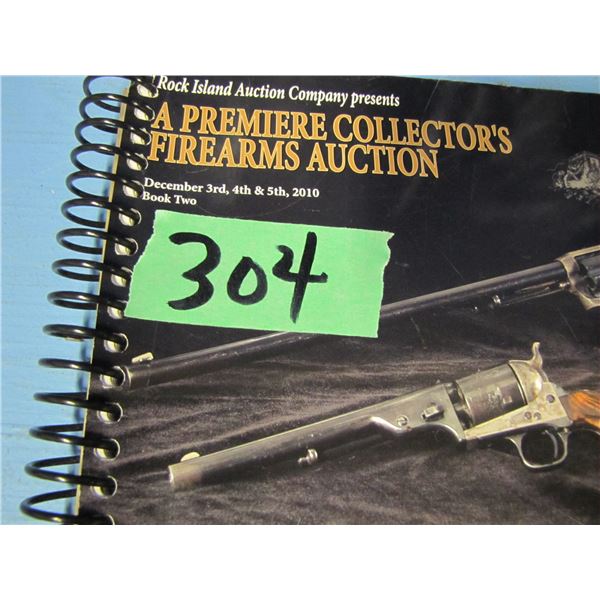 Rock Island Auction Company presents
A PREMIERE COLLECTOR'S
FIREARMS AUCTION
December 3rd, 4th & 5th, 2010
Book Two
304